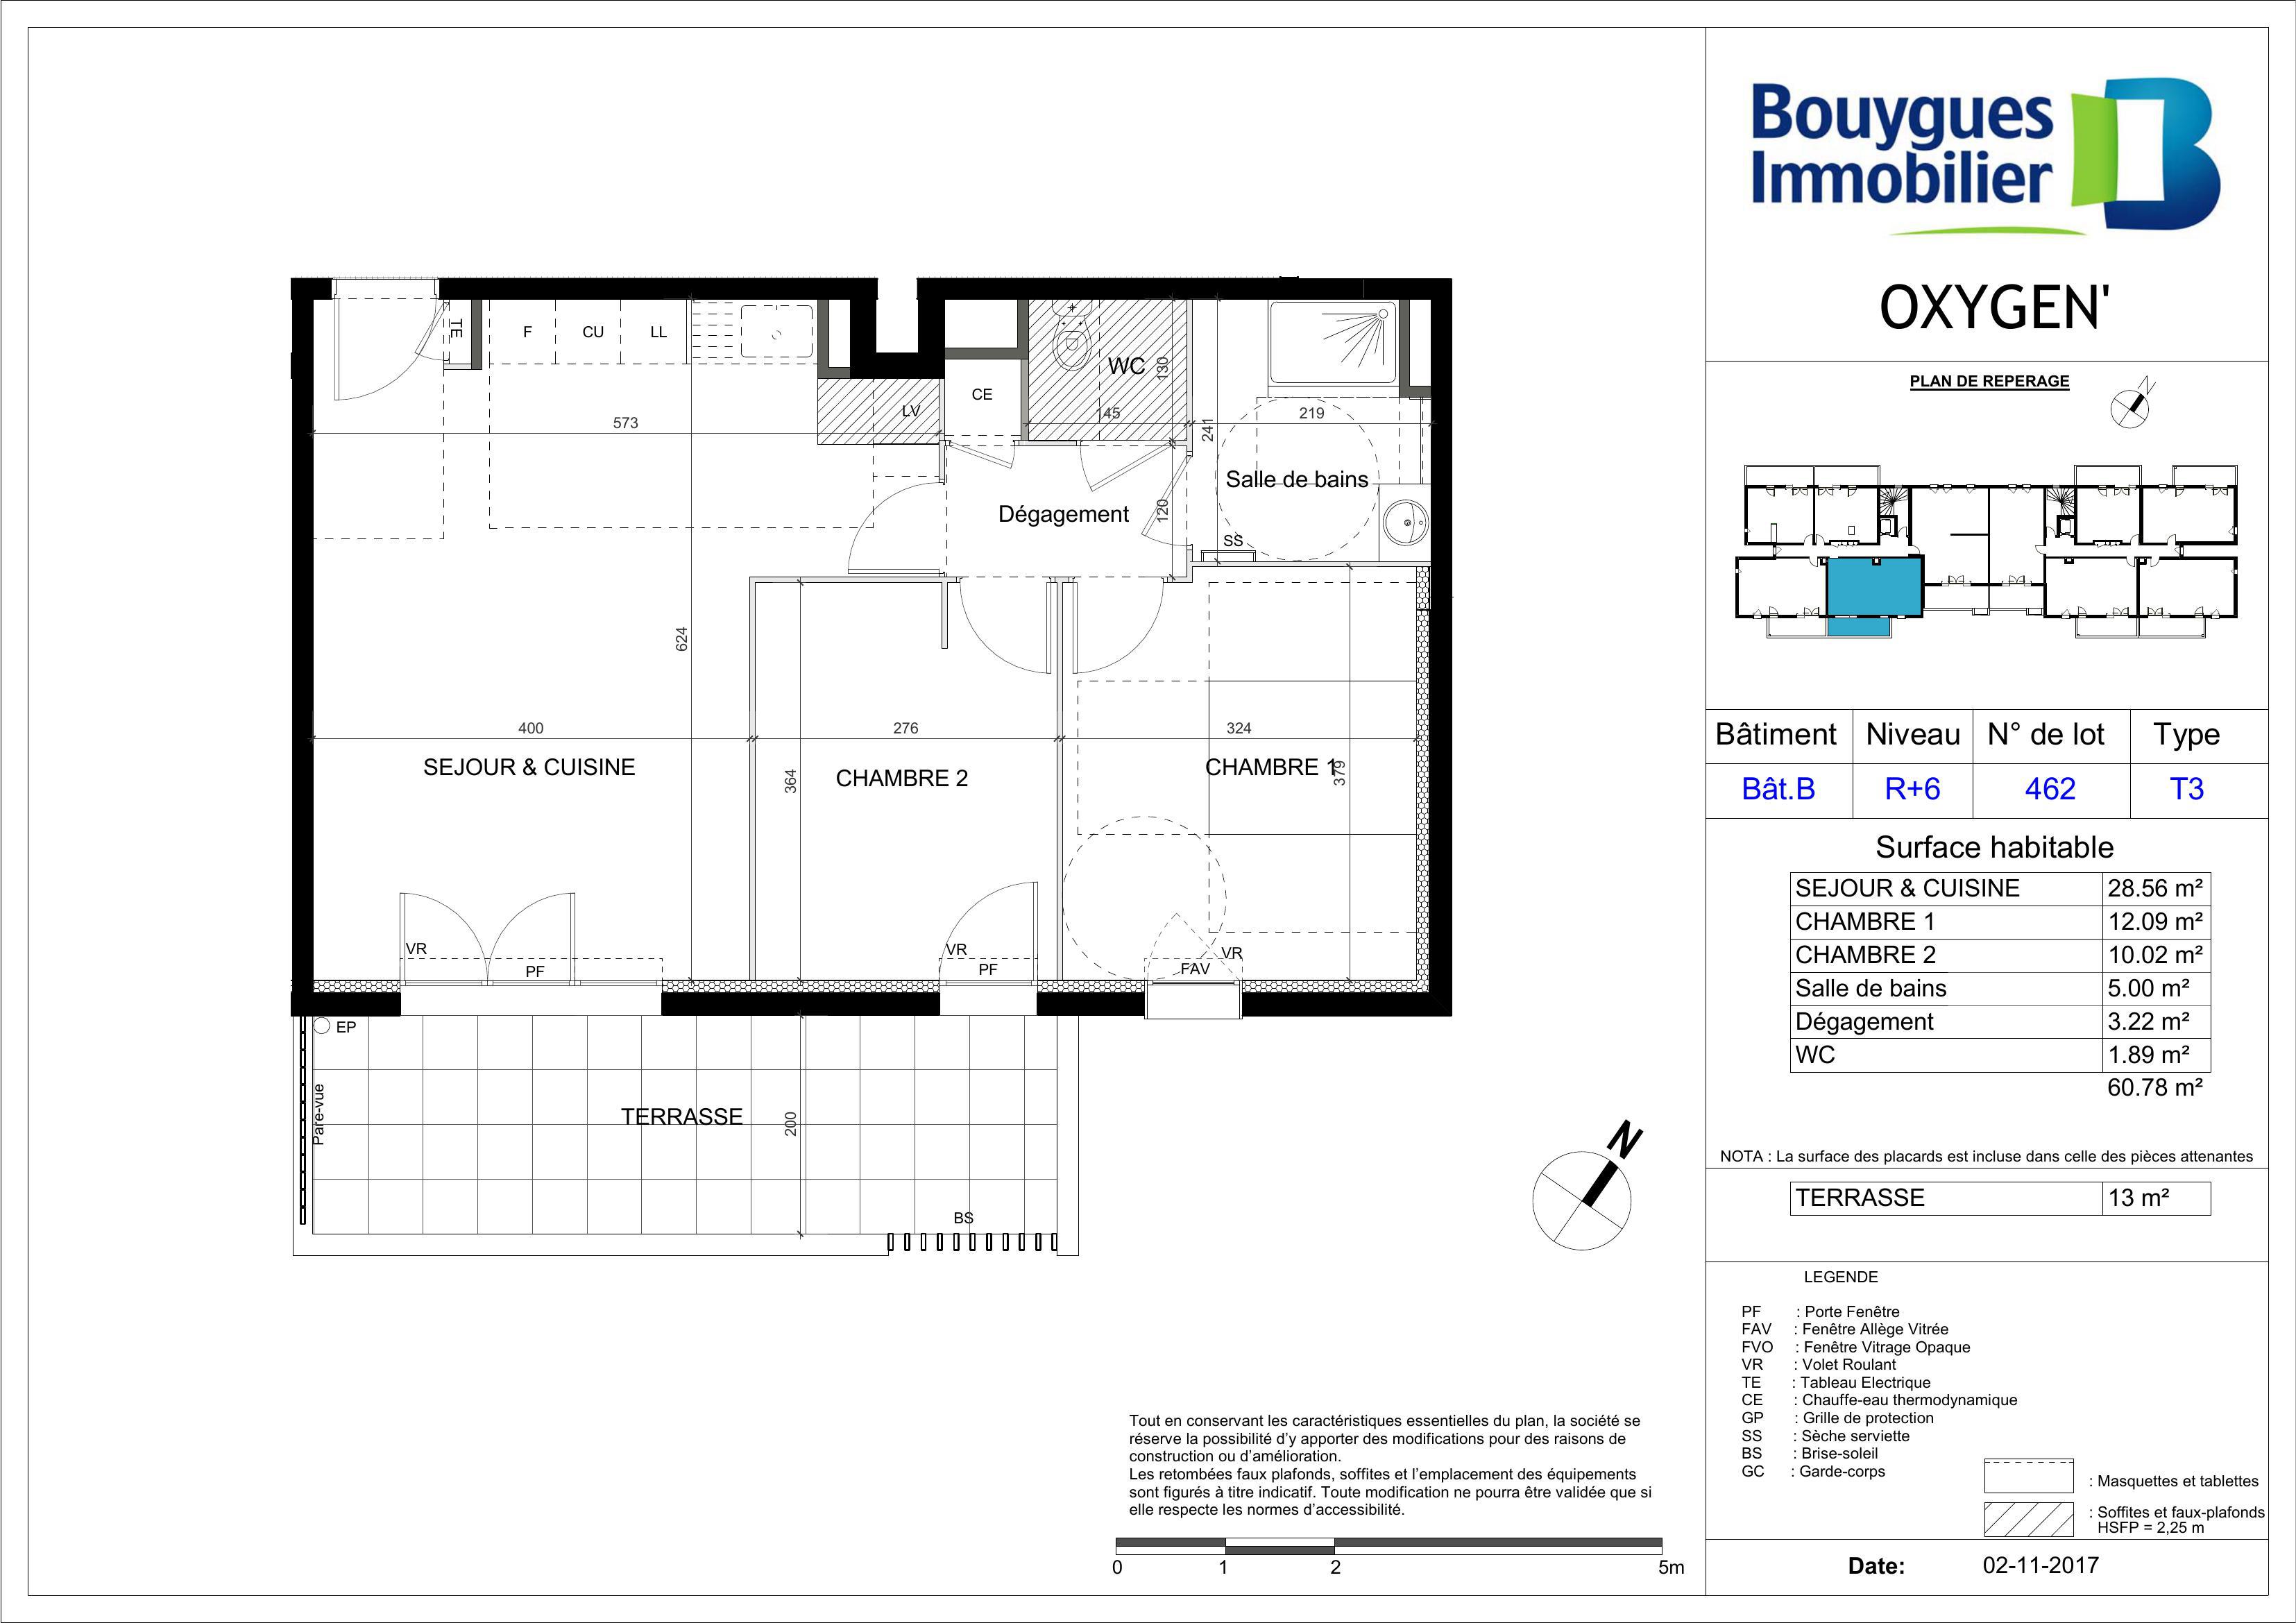 Bouygues
Immobilier
OXYGEN'
PLAN DE REPERAGE
N
Bâtiment Niveau N° de lot Type
Bât.B R+6 462 T3
Surface habitable
SEJOUR & CUISINE 28.56 m²
CHAMBRE 1 12.09 m²
CHAMBRE 2 10.02 m²
Salle de bains 5.00 m²
Dégagement 3.22 m²
WC 1.89 m²
60.78 m²
NOTA : La surface des placards est incluse dans celle des pièces attenantes
TERRASSE 13 m²
LEGENDE
PF : Porte Fenêtre
FAV : Fenêtre Allège Vitrée
FVO : Fenêtre Vitrage Opaque
VR : Volet Roulant
TE : Tableau Electrique
CE : Chauffe-eau thermodynamique
GP : Grille de protection
SS : Sèche serviette
BS : Brise-soleil
GC : Garde-corps
: Masquettes et tablettes
: Soffites et faux-plafonds
HSFP = 2,25 m
Date: 02-11-2017
TE
F CU LL
WC
130
CE
LV
573
145
241
219
Salle de bains
Dégagement
120
SS
624
400
276
324
SEJOUR & CUISINE
364
CHAMBRE 2
CHAMBRE 1
379
VR
PF
VR
PF
VR
FAV
EP
Pare-vue
TERRASSE
200
BS
N
Tout en conservant les caractéristiques essentielles du plan, la société se
réserve la possibilité d'y apporter des modifications pour des raisons de
construction ou d'amélioration.
Les retombées faux plafonds, soffites et l'emplacement des équipements
sont figurés à titre indicatif. Toute modification ne pourra être validée que si
elle respecte les normes d'accessibilité.
0 1 2 5m